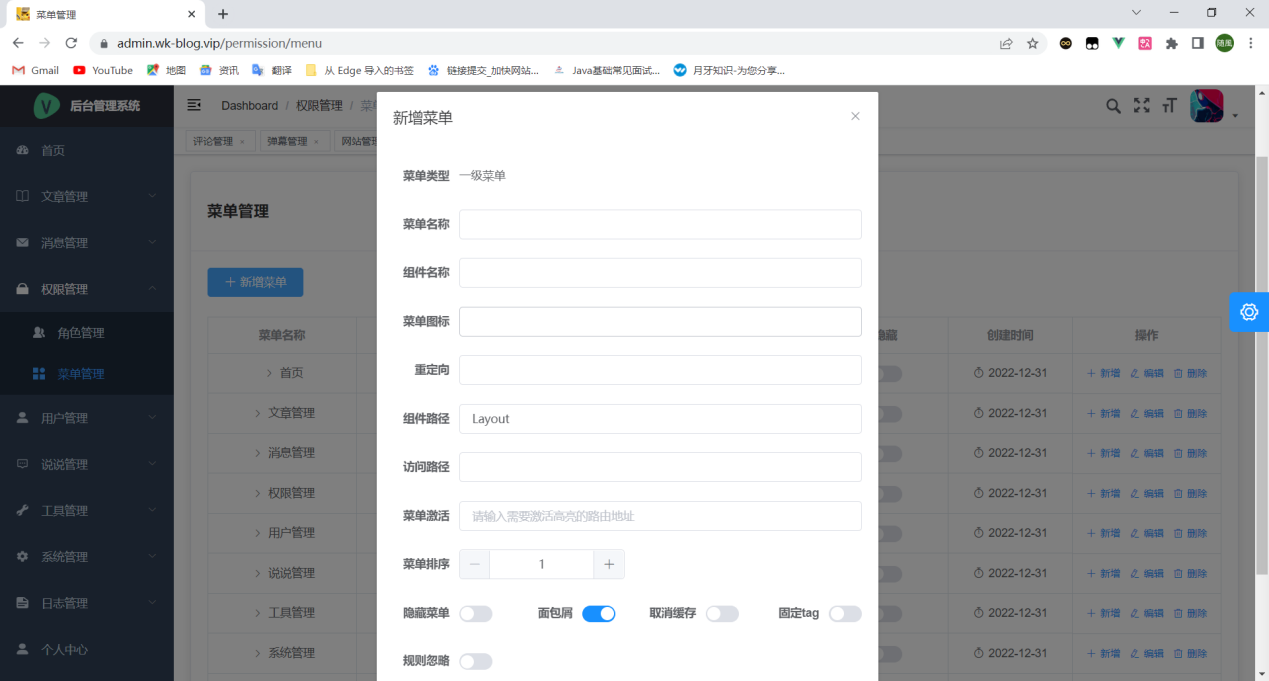 菜单管理
admin.wk-blog.vip/permission/menu
Gmail YouTube 地图 资讯 翻译 从 Edge 导入的书签 链接提交_加快网站... Java基础常见面试... 月牙知识-为您分享...
随風
V 后台管理系统
Dashboard / 权限管理 / 菜单
评论管理 弹幕管理 网站管理
首页
文章管理
消息管理
权限管理
角色管理
菜单管理
用户管理
说说管理
工具管理
系统管理
日志管理
个人中心
菜单管理
+ 新增菜单
菜单名称 隐藏 创建时间 操作
首页 2022-12-31 + 新增 编辑 删除
文章管理 2022-12-31 + 新增 编辑 删除
消息管理 2022-12-31 + 新增 编辑 删除
权限管理 2022-12-31 + 新增 编辑 删除
用户管理 2022-12-31 + 新增 编辑 删除
说说管理 2022-12-31 + 新增 编辑 删除
工具管理 2022-12-31 + 新增 编辑 删除
系统管理 2022-12-31 + 新增 编辑 删除
新增菜单
菜单类型 一级菜单
菜单名称
组件名称
菜单图标
重定向
组件路径 Layout
访问路径
菜单激活 请输入需要激活高亮的路由地址
菜单排序 1
隐藏菜单 面包屑 取消缓存 固定tag
规则忽略